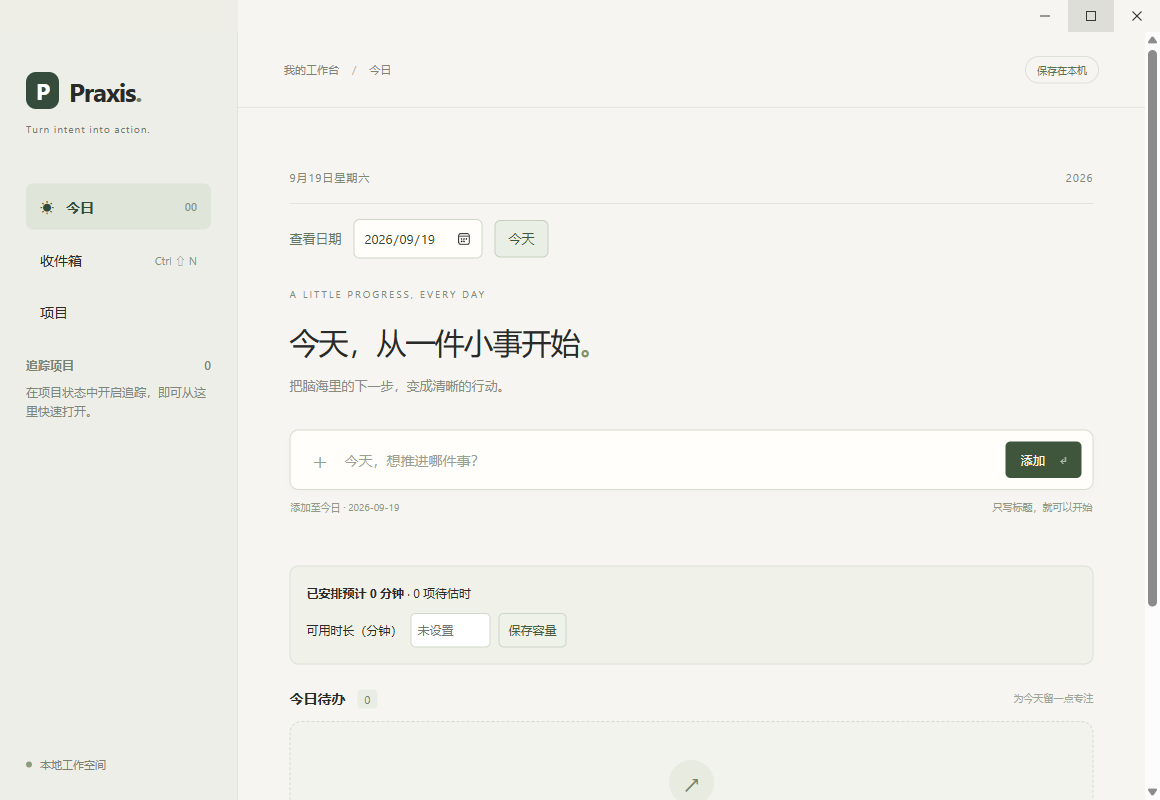 P Praxis.
Turn intent into action.
今日 00
收件箱 Ctrl ⇧ N
项目
追踪项目 0
在项目状态中开启追踪，即可从这
里快速打开。
本地工作空间
我的工作台 / 今日
保存在本机
9月19日星期六 2026
查看日期 2026/09/19 今天
A LITTLE PROGRESS, EVERY DAY
今天，从一件小事开始。
把脑海里的下一步，变成清晰的行动。
+ 今天，想推进哪件事？ 添加 ↵
添加至今日 · 2026-09-19 只写标题，就可以开始
已安排预计 0 分钟 · 0 项待估时
可用时长（分钟） 未设置 保存容量
今日待办 0 为今天留一点专注